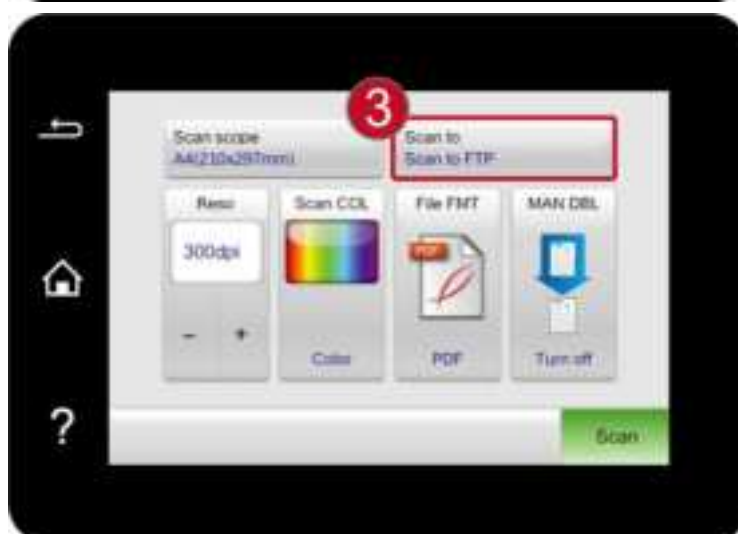 3
Scan scope
A4(210x297mm)
Scan to
Scan to FTP
Reso
300dpi
- +
Scan COL
Color
File FMT
PDF
PDF
MAN DBL
Turn off
?
Scan